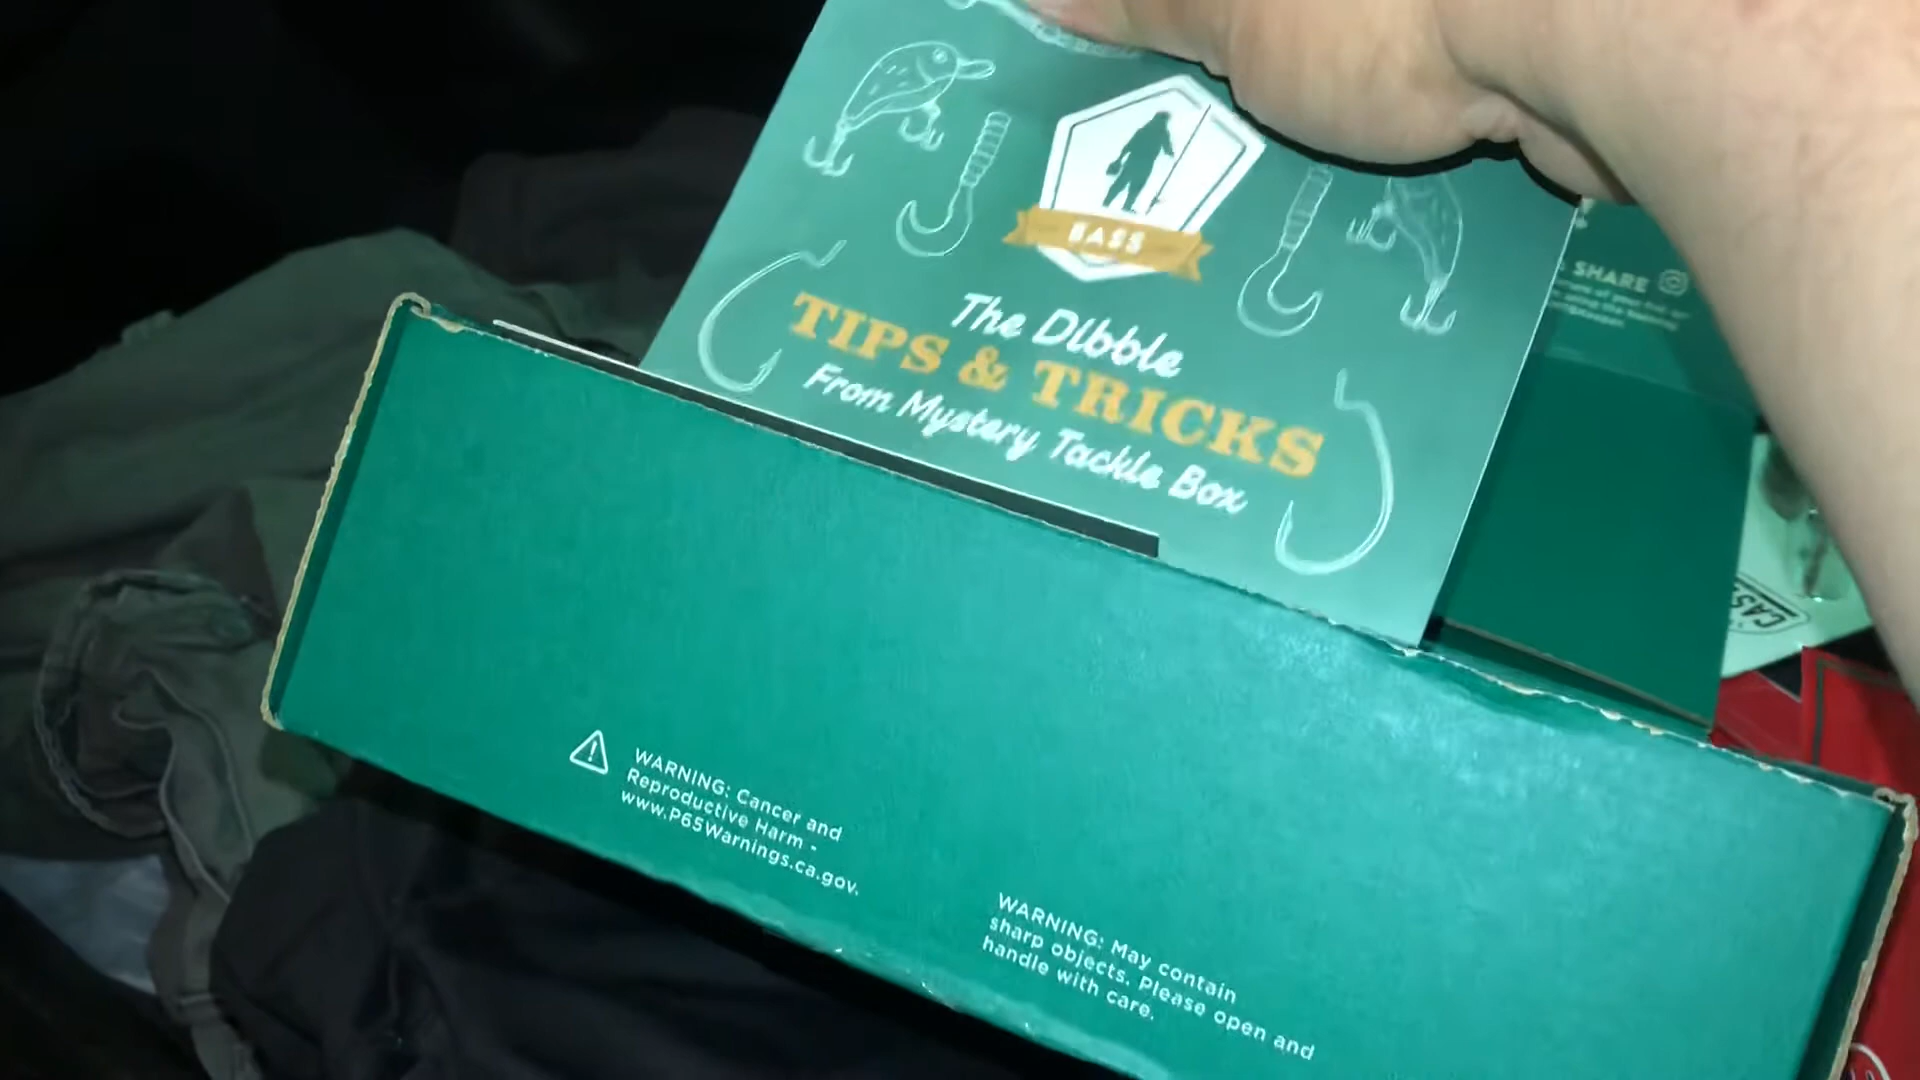 BASS
The Dibble
TIPS & TRICKS
From Mystery Tackle Box
SHARE
WARNING: Cancer and
Reproductive Harm -
www.P65Warnings.ca.gov.
WARNING: May contain
sharp objects. Please open and
handle with care.